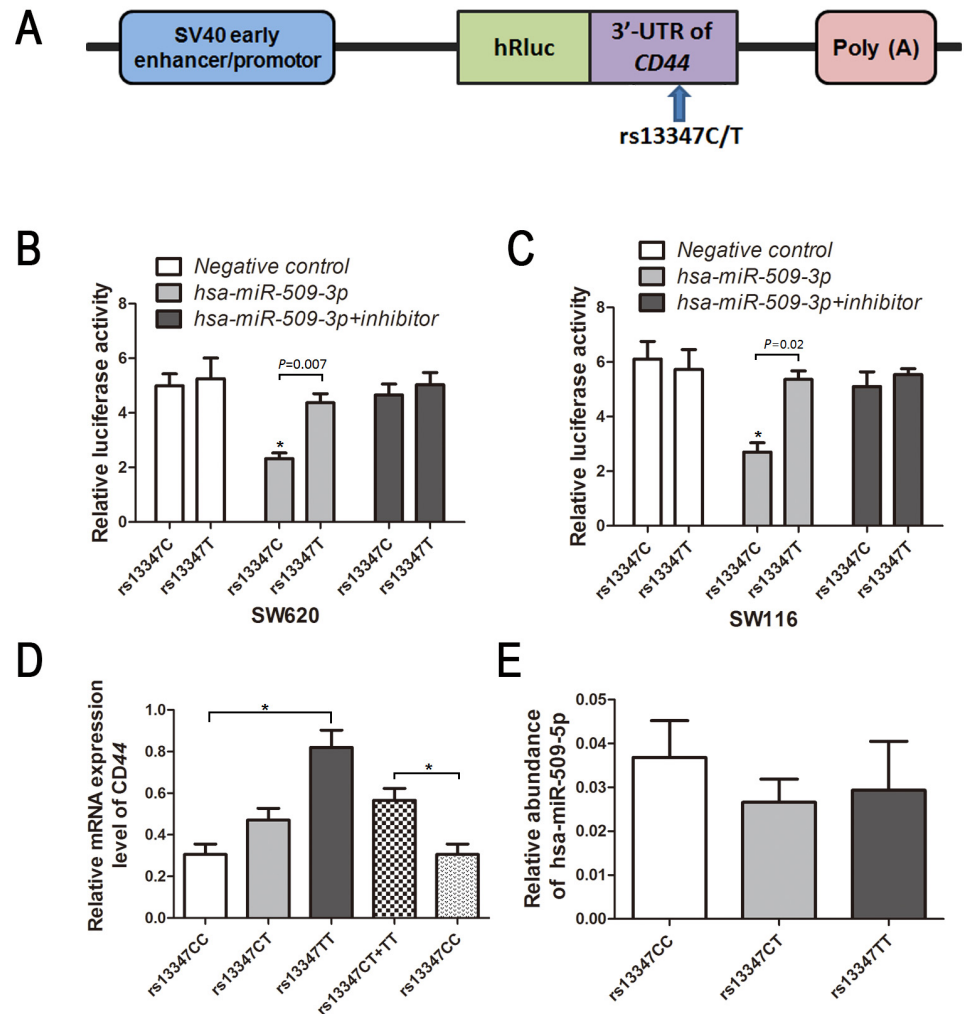 A
SV40 early
enhancer/promotor
hRluc
3’-UTR of
CD44
Poly (A)
rs13347C/T
B
Negative control
hsa-miR-509-3p
hsa-miR-509-3p+inhibitor
Relative luciferase activity
8
6
4
2
0
P=0.007
*
rs13347C
rs13347T
rs13347C
rs13347T
rs13347C
rs13347T
SW620
C
Negative control
hsa-miR-509-3p
hsa-miR-509-3p+inhibitor
Relative luciferase activity
8
6
4
2
0
P=0.02
*
rs13347C
rs13347T
rs13347C
rs13347T
rs13347C
rs13347T
SW116
D
Relative mRNA expression
level of CD44
1.0
0.8
0.6
0.4
0.2
0.0
*
*
rs13347CC
rs13347CT
rs13347TT
rs13347CT+TT
rs13347CC
E
Relative abundance
of hsa-miR-509-5p
0.05
0.04
0.03
0.02
0.01
0.00
rs13347CC
rs13347CT
rs13347TT